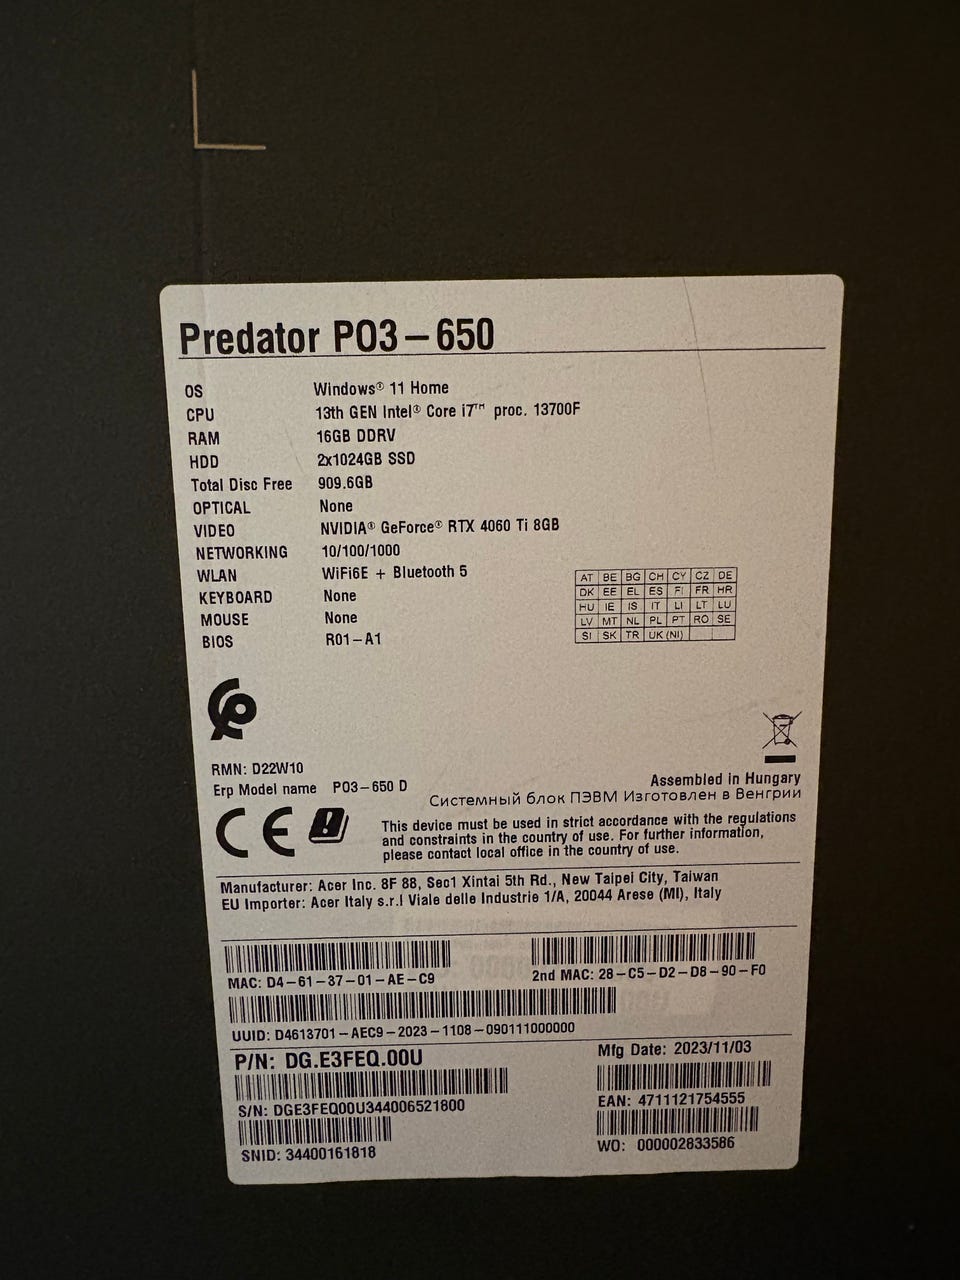 Predator PO3-650
OS Windows® 11 Home
CPU 13th GEN Intel® Core i7™ proc. 13700F
RAM 16GB DDRV
HDD 2x1024GB SSD
Total Disc Free 909.6GB
OPTICAL None
VIDEO NVIDIA® GeForce® RTX 4060 Ti 8GB
NETWORKING 10/100/1000
WLAN WiFi6E + Bluetooth 5
KEYBOARD None
MOUSE None
BIOS R01-A1
AT BE BG CH CY CZ DE
DK EE EL ES FI FR HR
HU IE IS IT LI LT LU
LV MT NL PL PT RO SE
SI SK TR UK (NI)
RMN: D22W10
Erp Model name PO3-650 D
Assembled in Hungary
Системный блок ПЭВМ Изготовлен в Венгрии
CE
This device must be used in strict accordance with the regulations
and constraints in the country of use. For further information,
please contact local office in the country of use.
Manufacturer: Acer Inc. 8F 88, Sec1 Xintai 5th Rd., New Taipei City, Taiwan
EU Importer: Acer Italy s.r.l Viale delle Industrie 1/A, 20044 Arese (MI), Italy
MAC: D4-61-37-01-AE-C9
2nd MAC: 28-C5-D2-D8-90-F0
UUID: D4613701-AEC9-2023-1108-090111000000
P/N: DG.E3FEQ.00U
Mfg Date: 2023/11/03
S/N: DGE3FEQ00U344006521800
EAN: 4711121754555
SNID: 34400161818
WO: 000002833586